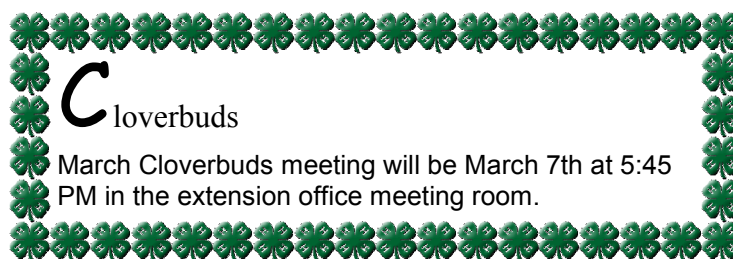 Cloverbuds
March Cloverbuds meeting will be March 7th at 5:45
PM in the extension office meeting room.